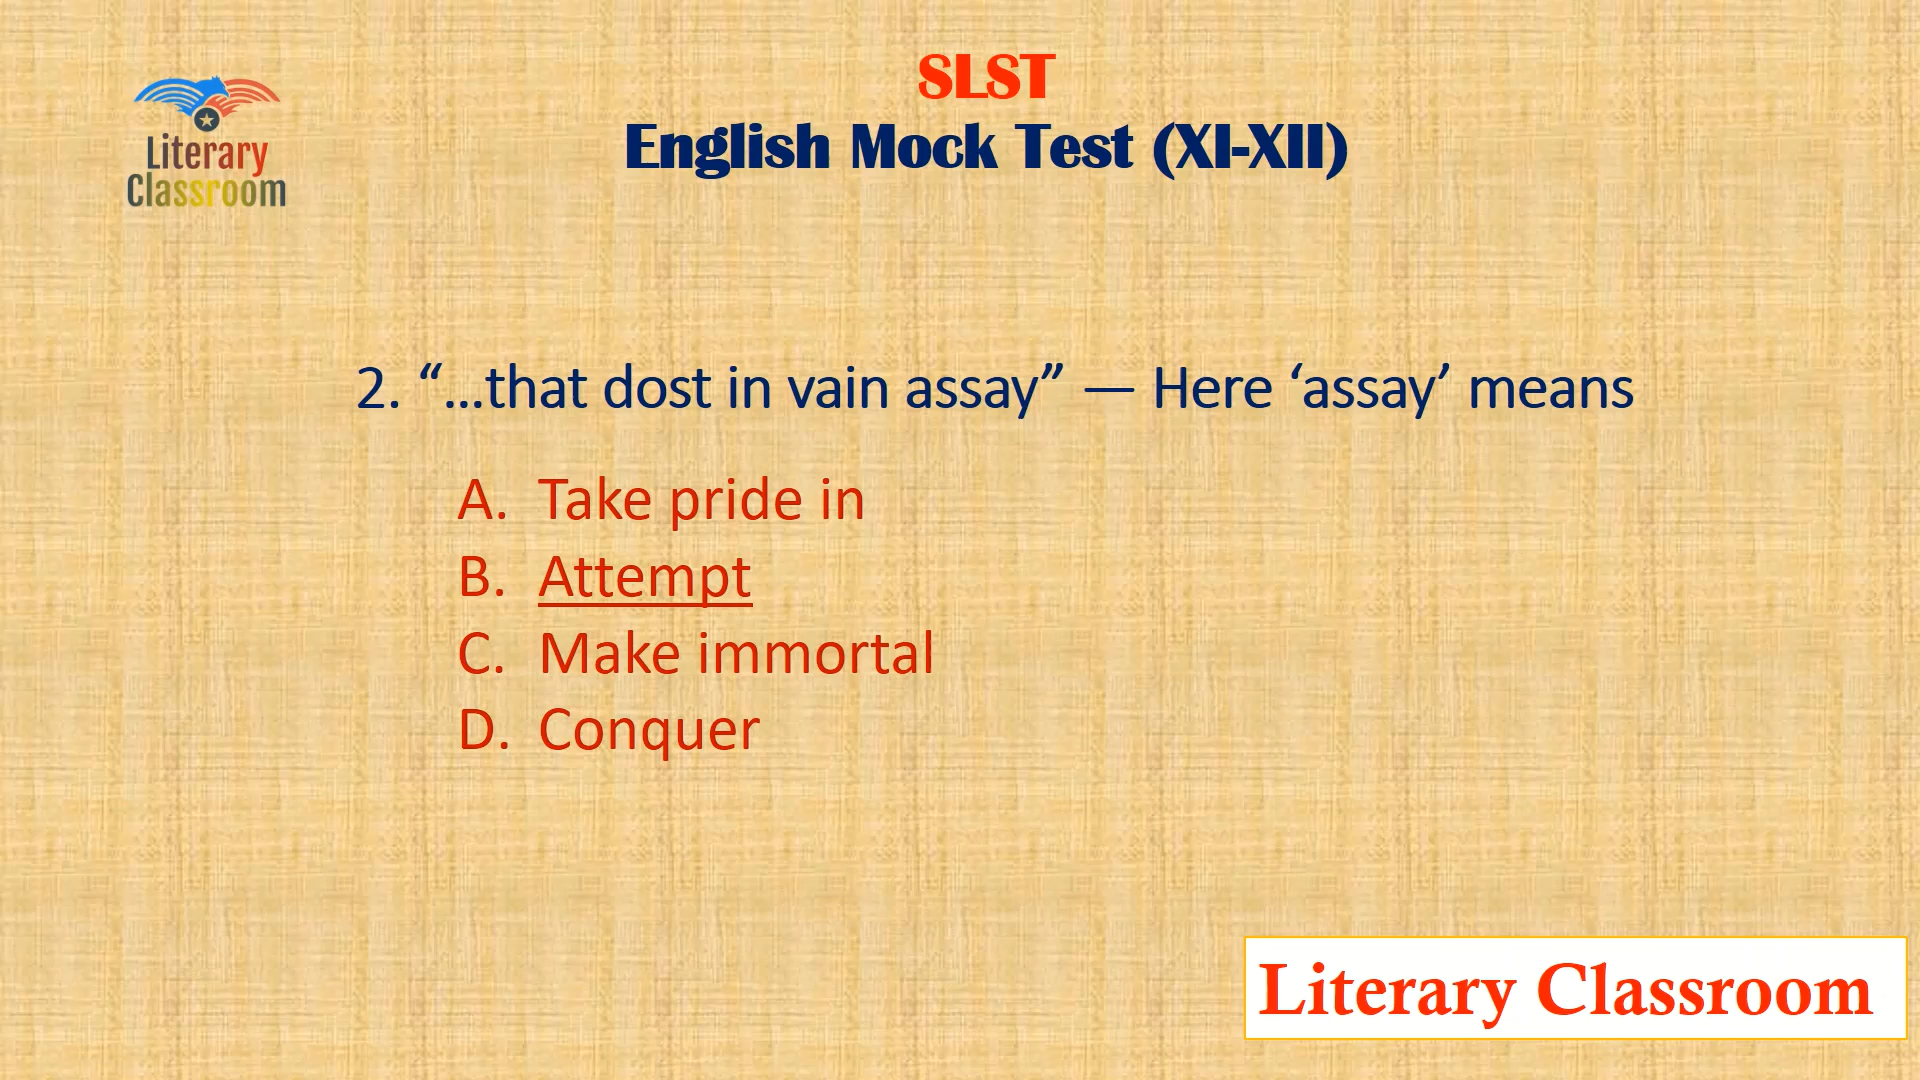 SLST
English Mock Test (XI-XII)
Literary
Classroom
2. “...that dost in vain assay” — Here ‘assay’ means
A. Take pride in
B. Attempt
C. Make immortal
D. Conquer
Literary Classroom